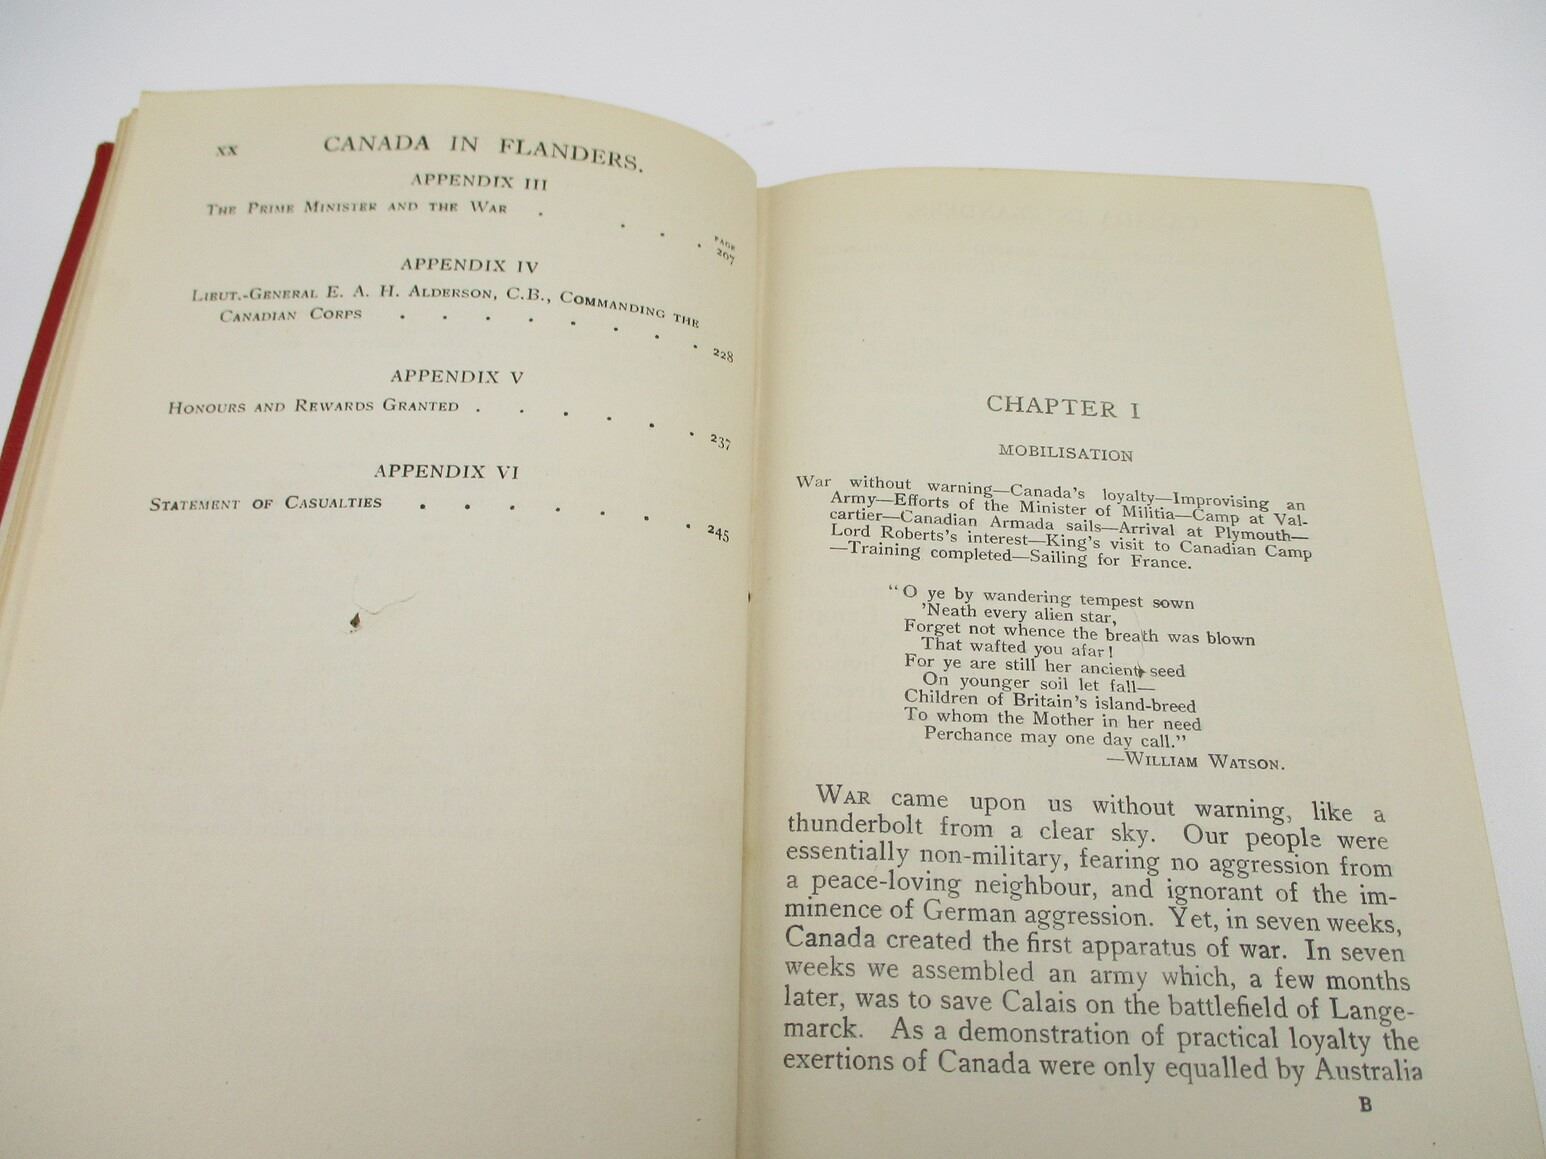 xx CANADA IN FLANDERS.
APPENDIX III
PAGE
THE PRIME MINISTER AND THE WAR . . . . 207
APPENDIX IV
LIEUT.-GENERAL E. A. H. ALDERSON, C.B., COMMANDING THE
CANADIAN CORPS . . . . . . . . 228
APPENDIX V
HONOURS AND REWARDS GRANTED . . . . . . 237
APPENDIX VI
STATEMENT OF CASUALTIES . . . . . . . 245
CHAPTER I
MOBILISATION
War without warning—Canada's loyalty—Improvising an
Army—Efforts of the Minister of Militia—Camp at Val-
cartier—Canadian Armada sails—Arrival at Plymouth—
Lord Roberts's interest—King's visit to Canadian Camp
—Training completed—Sailing for France.
"O ye by wandering tempest sown
'Neath every alien star,
Forget not whence the breath was blown
That wafted you afar!
For ye are still her ancient seed
On younger soil let fall—
Children of Britain's island-breed
To whom the Mother in her need
Perchance may one day call."
—WILLIAM WATSON.
WAR came upon us without warning, like a
thunderbolt from a clear sky. Our people were
essentially non-military, fearing no aggression from
a peace-loving neighbour, and ignorant of the im-
minence of German aggression. Yet, in seven weeks,
Canada created the first apparatus of war. In seven
weeks we assembled an army which, a few months
later, was to save Calais on the battlefield of Lange-
marck. As a demonstration of practical loyalty the
exertions of Canada were only equalled by Australia
B